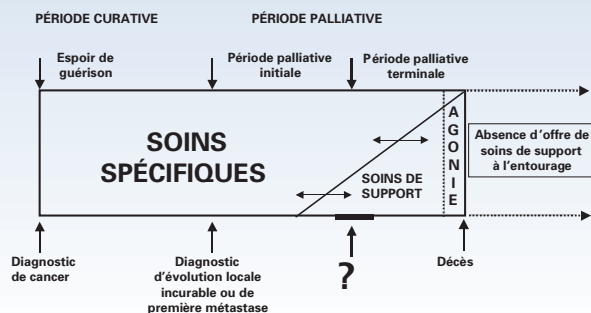 PÉRIODE CURATIVE
PÉRIODE PALLIATIVE
Espoir de
guérison
Période palliative
initiale
Période palliative
terminale
SOINS
SPÉCIFIQUES
SOINS DE
SUPPORT
A
G
O
N
I
E
Absence d'offre de
soins de support
à l'entourage
Diagnostic
de cancer
Diagnostic
d'évolution locale
incurable ou de
première métastase
?
Décès